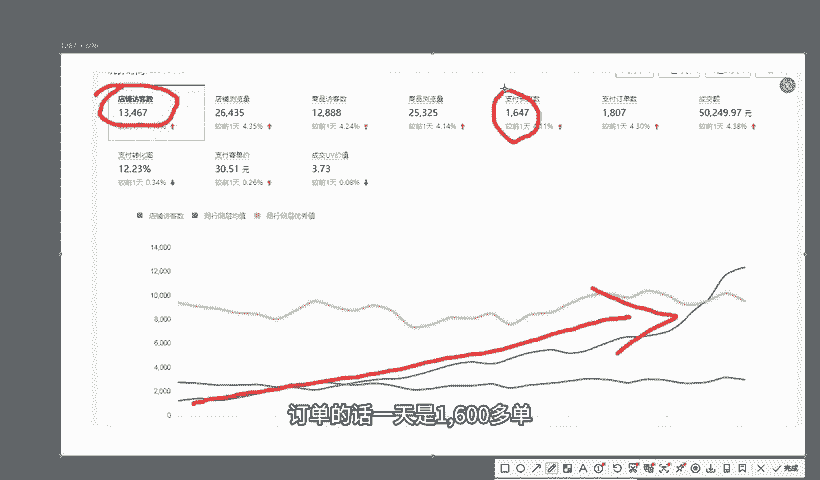 店铺访客数 店铺浏览量 商品访客数 商品浏览量 支付 数 支付订单数 成交额
13,467 26,435 12,888 25,325 1,647 1,807 50,249.97 元
较前1天 4.25% 较前1天 4.24% 较前1天 4.14% 较前1天 较前1天 4.30% 较前1天 4.38%
支付转化率 支付客单价 成交UV价值
12.23% 30.51 元 3.73
较前1天 0.34% 较前1天 0.26% 较前1天 0.08%
店铺访客数 同行同层均值 同行同层优秀值
14,000
12,000
10,000
8,000
6,000
4,000
2,000
0
订单的话一天是1,600多单
完成